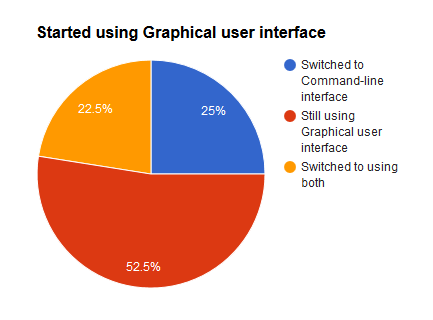 Started using Graphical user interface
Switched to
Command-line
interface
Still using
Graphical user
interface
Switched to using
both
25%
22.5%
52.5%